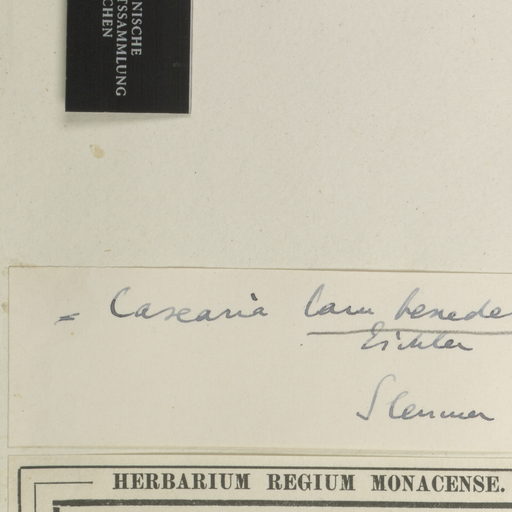 NISCHE
TSSAMMLUNG
CHEN
= Casearia
Eichler
Sleumer
HERBARIUM REGIUM MONACENSE.